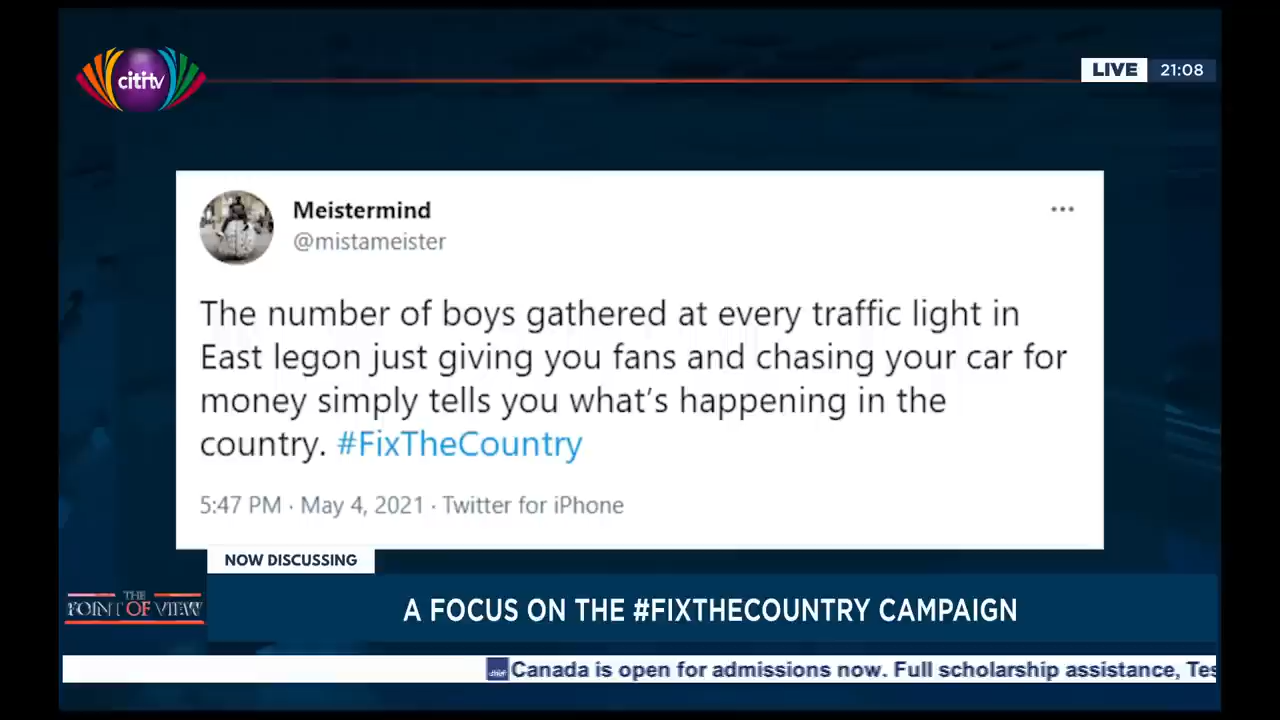 cititv
LIVE 21:08
Meistermind
@mistameister
The number of boys gathered at every traffic light in
East legon just giving you fans and chasing your car for
money simply tells you what's happening in the
country. #FixTheCountry
5:47 PM · May 4, 2021 · Twitter for iPhone
NOW DISCUSSING
THE
POINT OF VIEW
A FOCUS ON THE #FIXTHECOUNTRY CAMPAIGN
Canada is open for admissions now. Full scholarship assistance, Tes